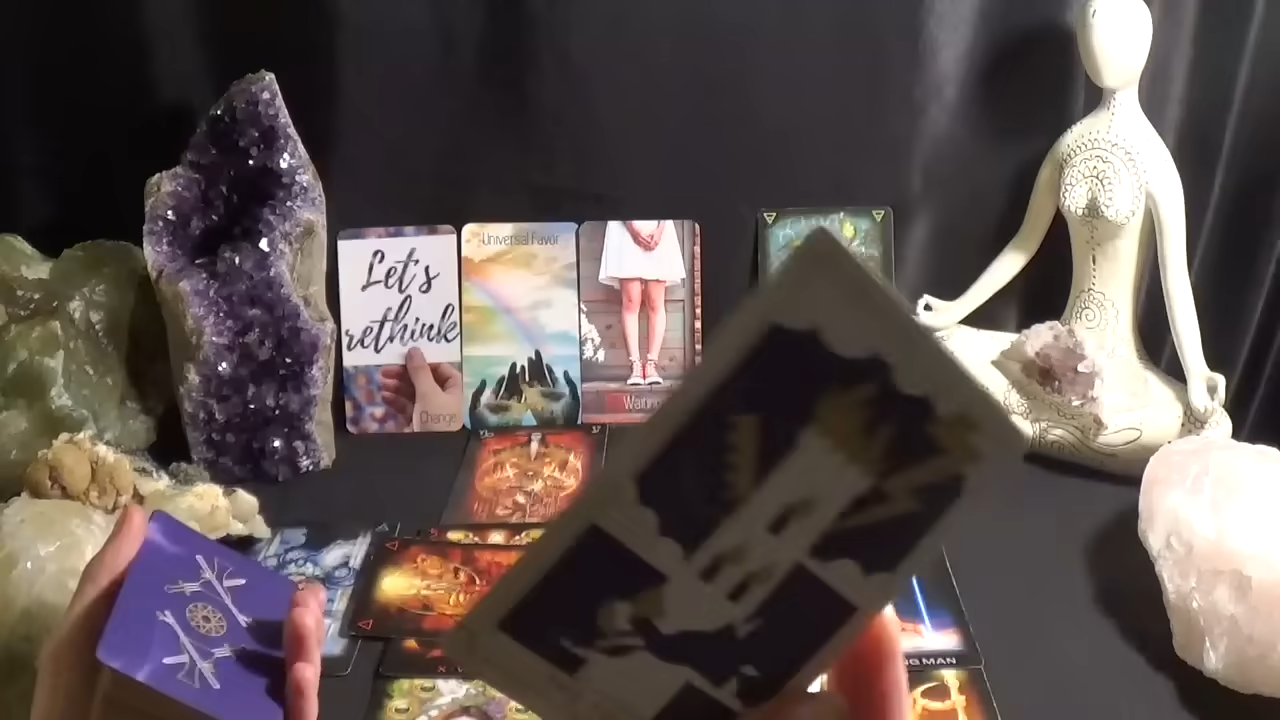 Let's
rethink
Change
Universal Favor
Waiting
NG MAN